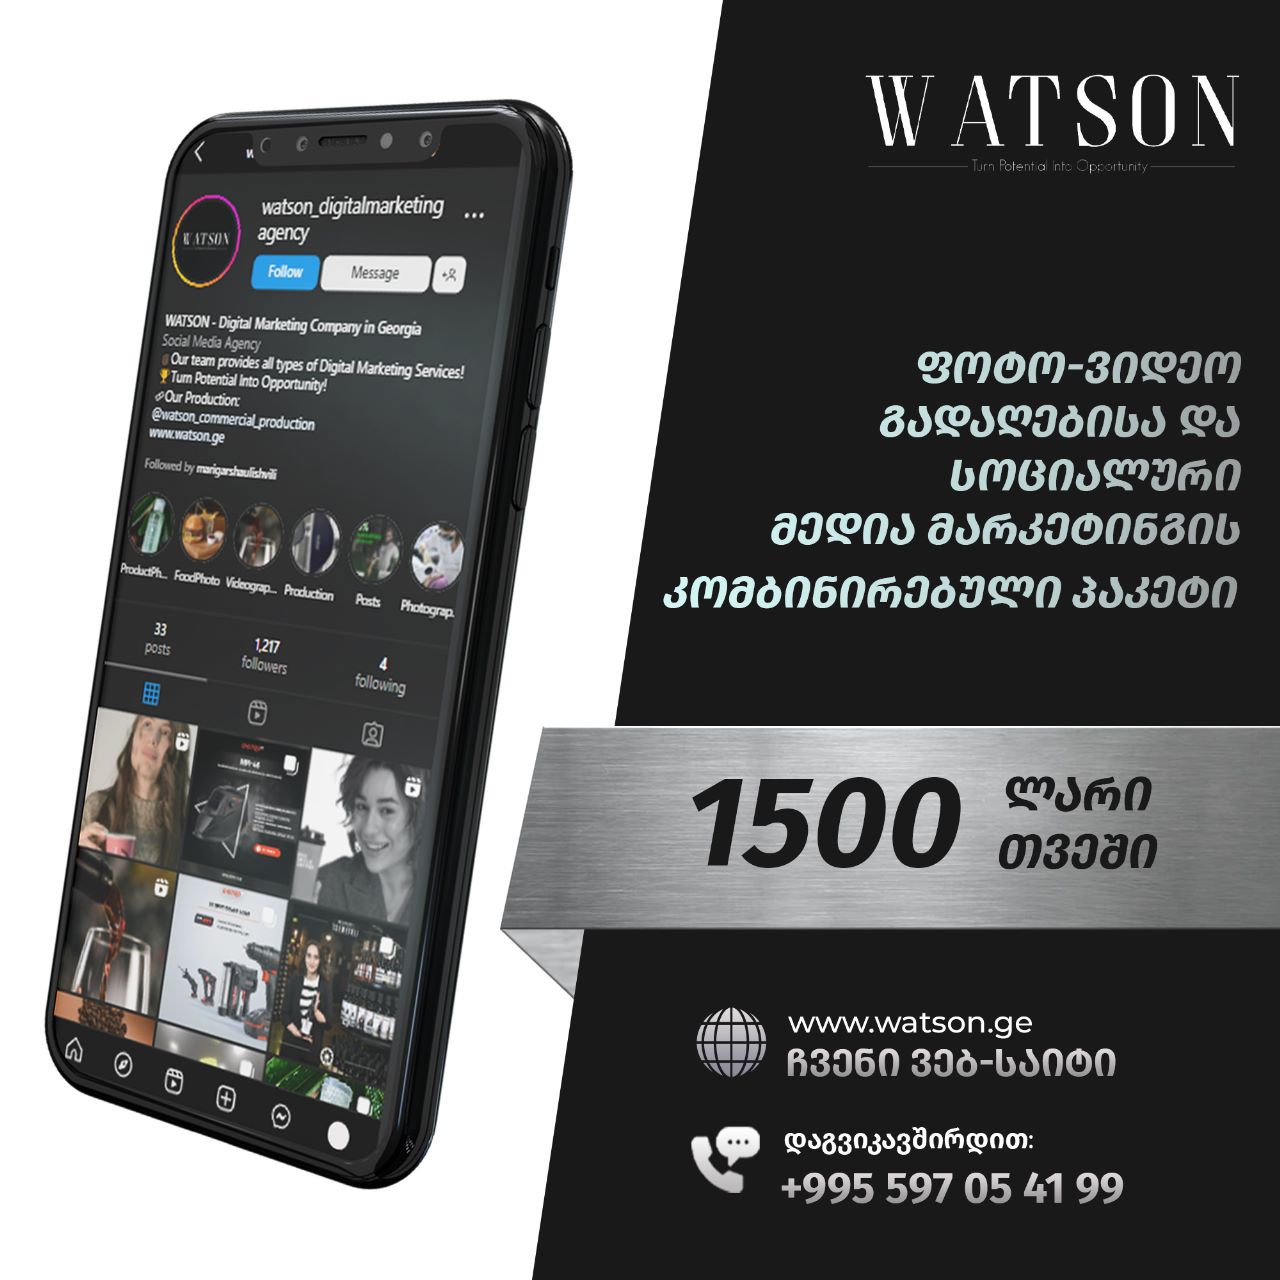 WATSON
Turn Potential Into Opportunity
watson_digitalmarketing
agency
WATSON
Follow
Message
WATSON - Digital Marketing Company in Georgia
Social Media Agency
Our team provides all types of Digital Marketing Services!
Turn Potential Into Opportunity!
Our Production:
@watson_commercial_production
www.watson.ge
Followed by marigarshaulishvili
ProductPh... FoodPhoto Videograp... Production Posts Photograp.
33 1,217 4
posts followers following
ფოტო-ვიდეო
გადაღებისა და
სოციალური
მედია მარკეტინგის
კომბინირებული პაკეტი
1500 ლარი
თვეში
www.watson.ge
ჩვენი ვებ-საიტი
დაგვიკავშირდით:
+995 597 05 41 99